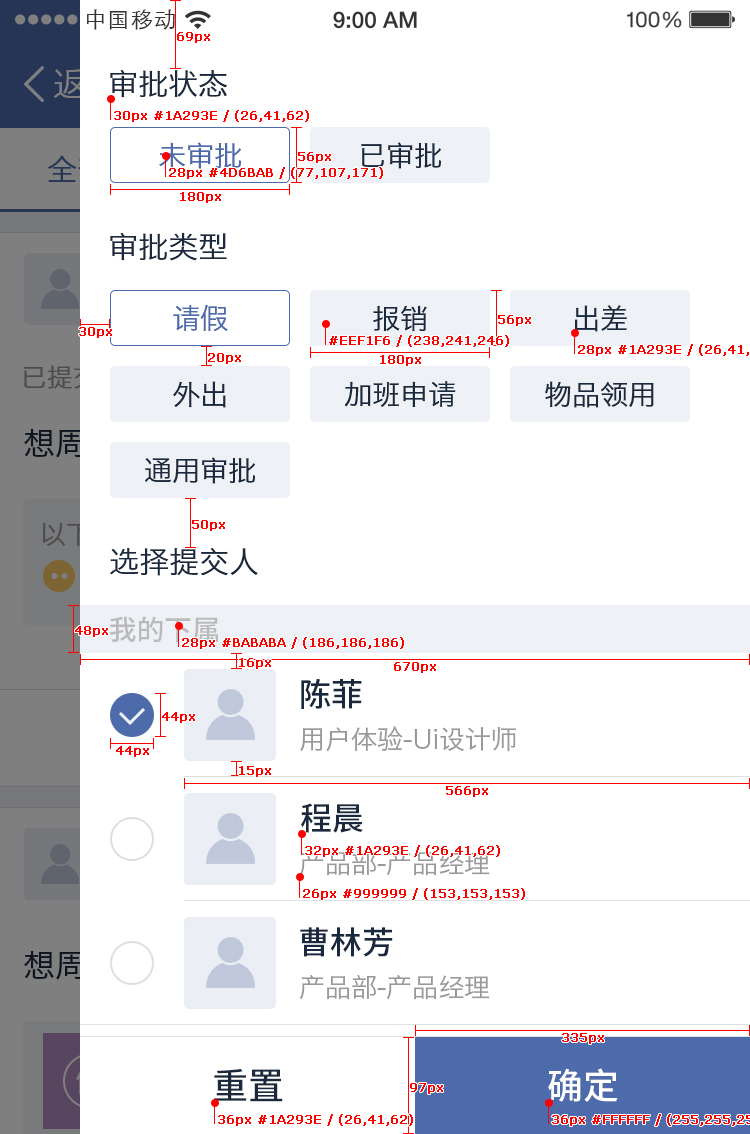 中国移动 9:00 AM 100%
69px
返
审批状态
30px #1A293E / (26,41,62)
全
未审批 已审批
56px
28px #4D6BAB / (77,107,171)
180px
审批类型
请假 报销 出差
30px
56px
#EEF1F6 / (238,241,246)
28px #1A293E / (26,41,
20px
180px
已提交
外出 加班申请 物品领用
想周
通用审批
50px
以下
选择提交人
48px
我的下属
28px #BABABA / (186,186,186)
16px
670px
陈菲
44px
用户体验-Ui设计师
44px
15px
566px
程晨
32px #1A293E / (26,41,62)
产品部-产品经理
26px #999999 / (153,153,153)
曹林芳
想周
产品部-产品经理
335px
重置 确定
97px
36px #1A293E / (26,41,62)
36px #FFFFFF / (255,255,25